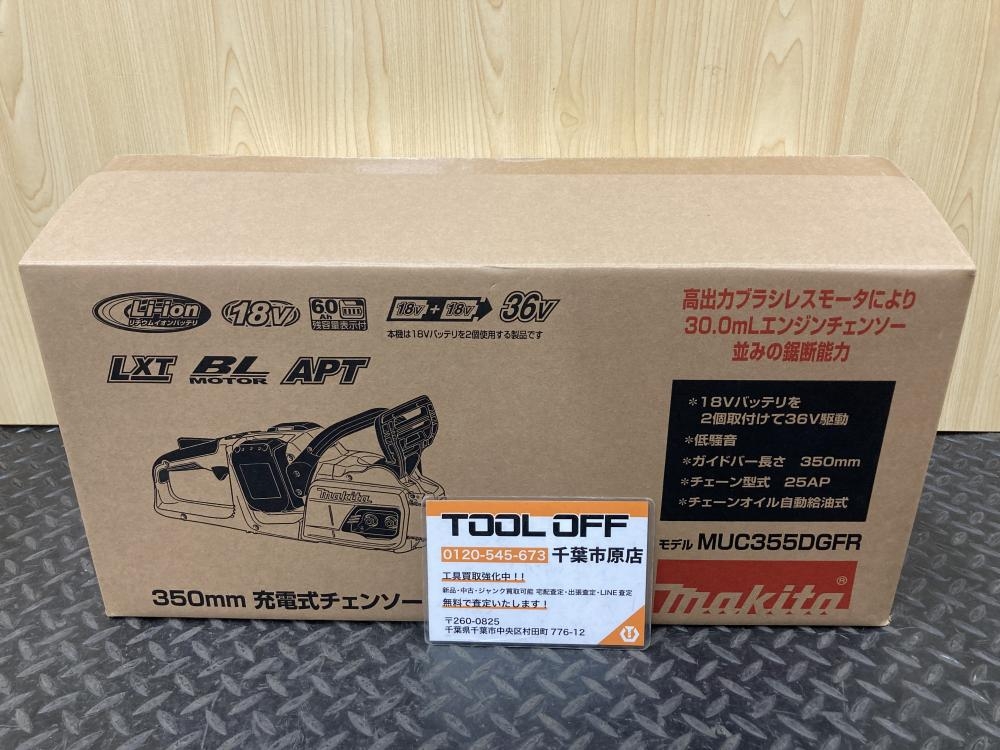 Li-ion
リチウムイオンバッテリ
18V
6.0
Ah
残容量表示付
18V + 18V
36V
本機は18Vバッテリを2個使用する製品です
LXT
BL
MOTOR
APT
高出力ブラシレスモータにより
30.0mLエンジンチェンソー
並みの鋸断能力
*18Vバッテリを
2個取付けて36V駆動
*低騒音
*ガイドバー長さ 350mm
*チェーン型式 25AP
*チェーンオイル自動給油式
makita
モデル MUC355DGFR
makita®
350mm 充電式チェンソー
TOOL OFF
0120-545-673 千葉市原店
工具買取強化中!!
新品・中古・ジャンク買取可能 宅配査定・出張査定・LINE査定
無料で査定いたします!
〒260-0825
千葉県千葉市中央区村田町 776-12